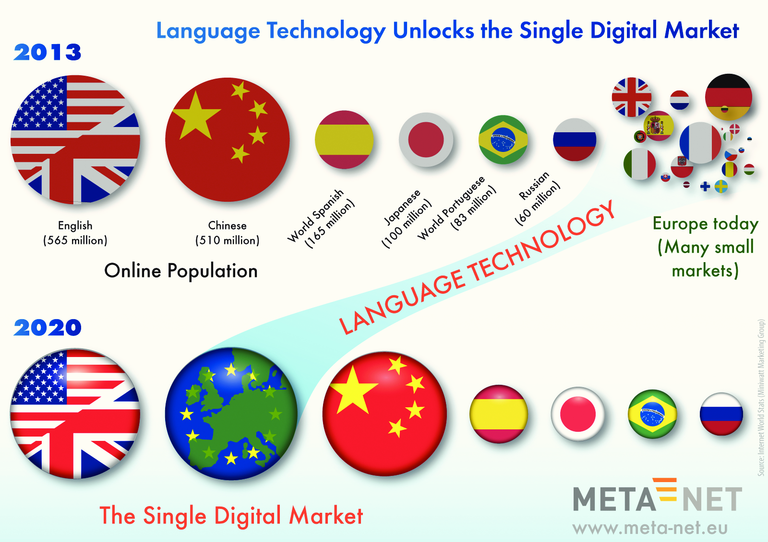 Language Technology Unlocks the Single Digital Market
2013
English
(565 million)
Chinese
(510 million)
World Spanish
(165 million)
Japanese
(100 million)
World Portuguese
(83 million)
Russian
(60 million)
Europe today
(Many small
markets)
Online Population
LANGUAGE TECHNOLOGY
2020
The Single Digital Market
META NET
www.meta-net.eu
Source: Internet World Stats (Miniwatt Marketing Group)